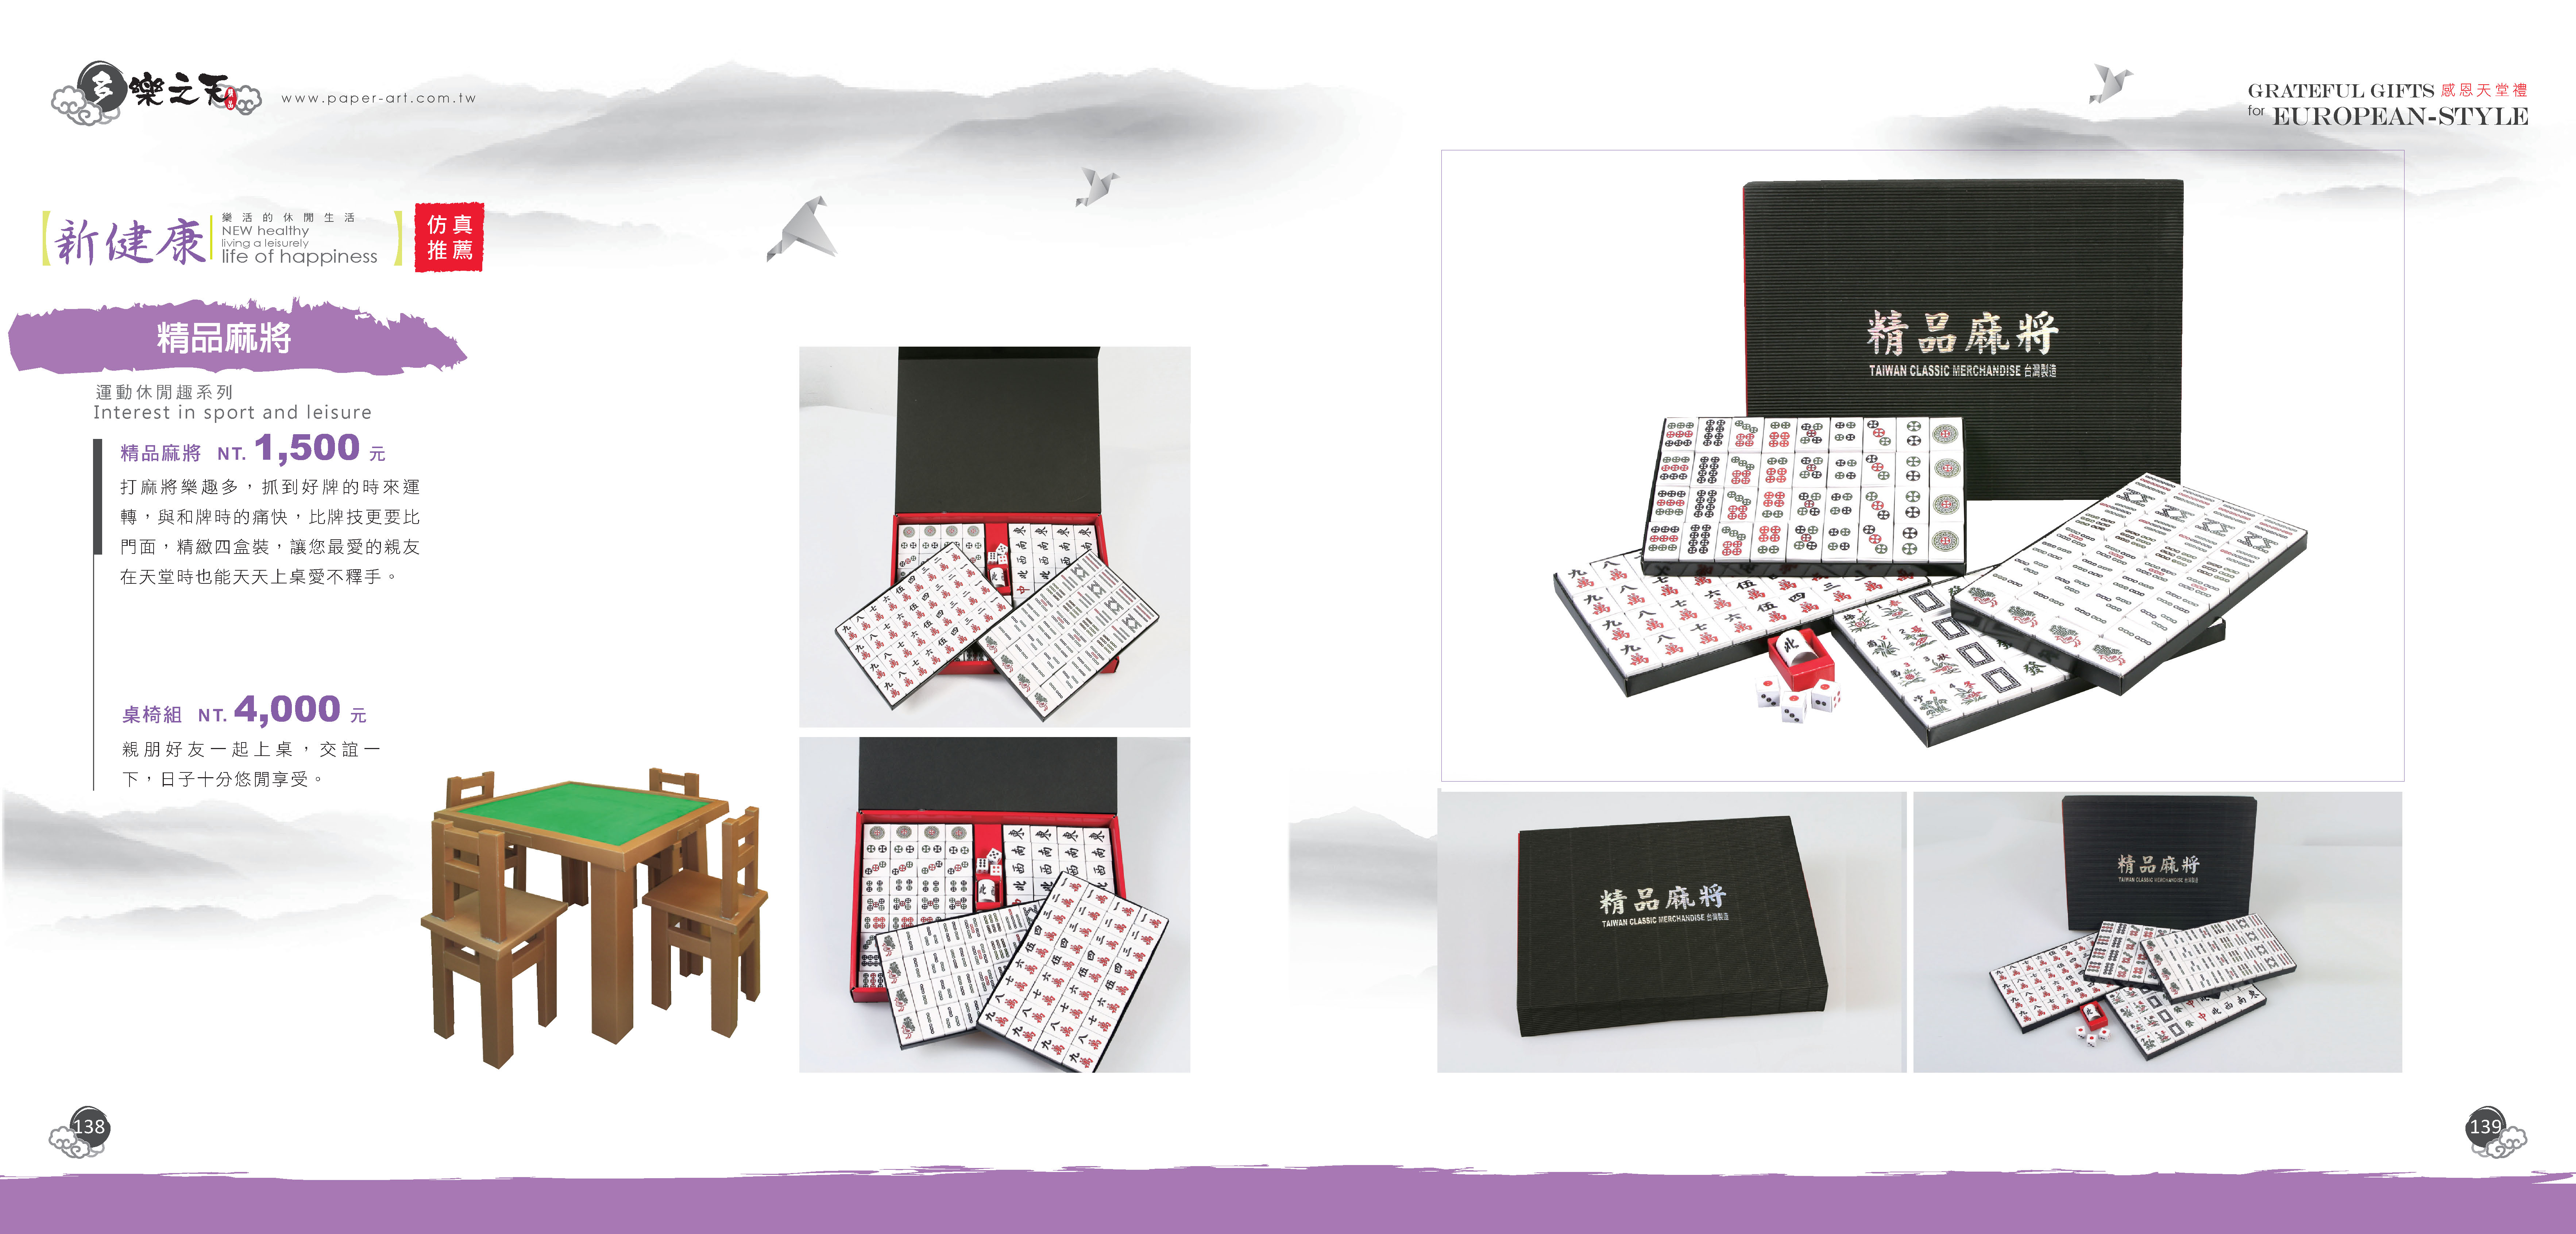 多樂之天
www.paper-art.com.tw
GRATEFUL GIFTS 感恩天堂禮
for EUROPEAN-STYLE
新健康
樂活的休閒生活
NEW healthy
living a leisurely
life of happiness
仿真
推薦
精品麻將
運動休閒趣系列
Interest in sport and leisure
精品麻將 NT. 1,500 元
打麻將樂趣多，抓到好牌的時來運
轉，與和牌時的痛快，比牌技更要比
門面，精緻四盒裝，讓您最愛的親友
在天堂時也能天天上桌愛不釋手。
桌椅組 NT. 4,000 元
親朋好友一起上桌，交誼一
下，日子十分悠閒享受。
精品麻將
TAIWAN CLASSIC MERCHANDISE 台灣製造
精品麻將
TAIWAN CLASSIC MERCHANDISE 台灣製造
精品麻將
TAIWAN CLASSIC MERCHANDISE 台灣製造
138
139